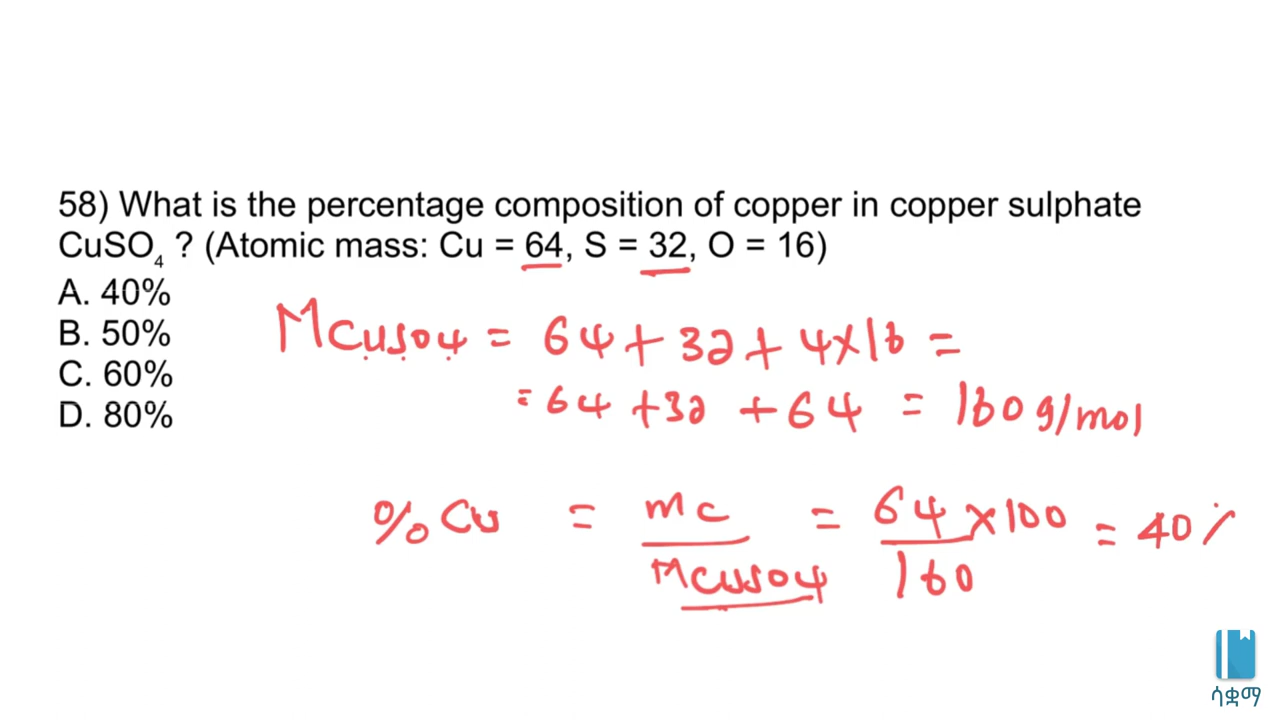 58) What is the percentage composition of copper in copper sulphate
CuSO₄ ? (Atomic mass: Cu = 64, S = 32, O = 16)
A. 40%
B. 50%
C. 60%
D. 80%
Mcuso4 = 64 + 32 + 4x16 =
= 64 + 32 + 64 = 160 g/mol
% Cu = mc / Mcuso4 = 64 x 100 / 160 = 40%
ሳቋማ